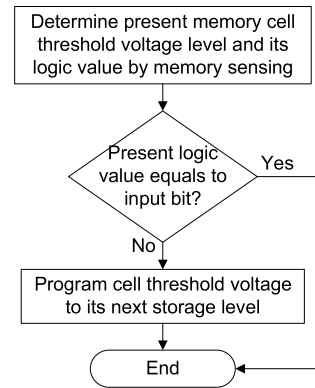 Determine present memory cell
threshold voltage level and its
logic value by memory sensing
Present logic
value equals to
input bit?
Yes
No
Program cell threshold voltage
to its next storage level
End